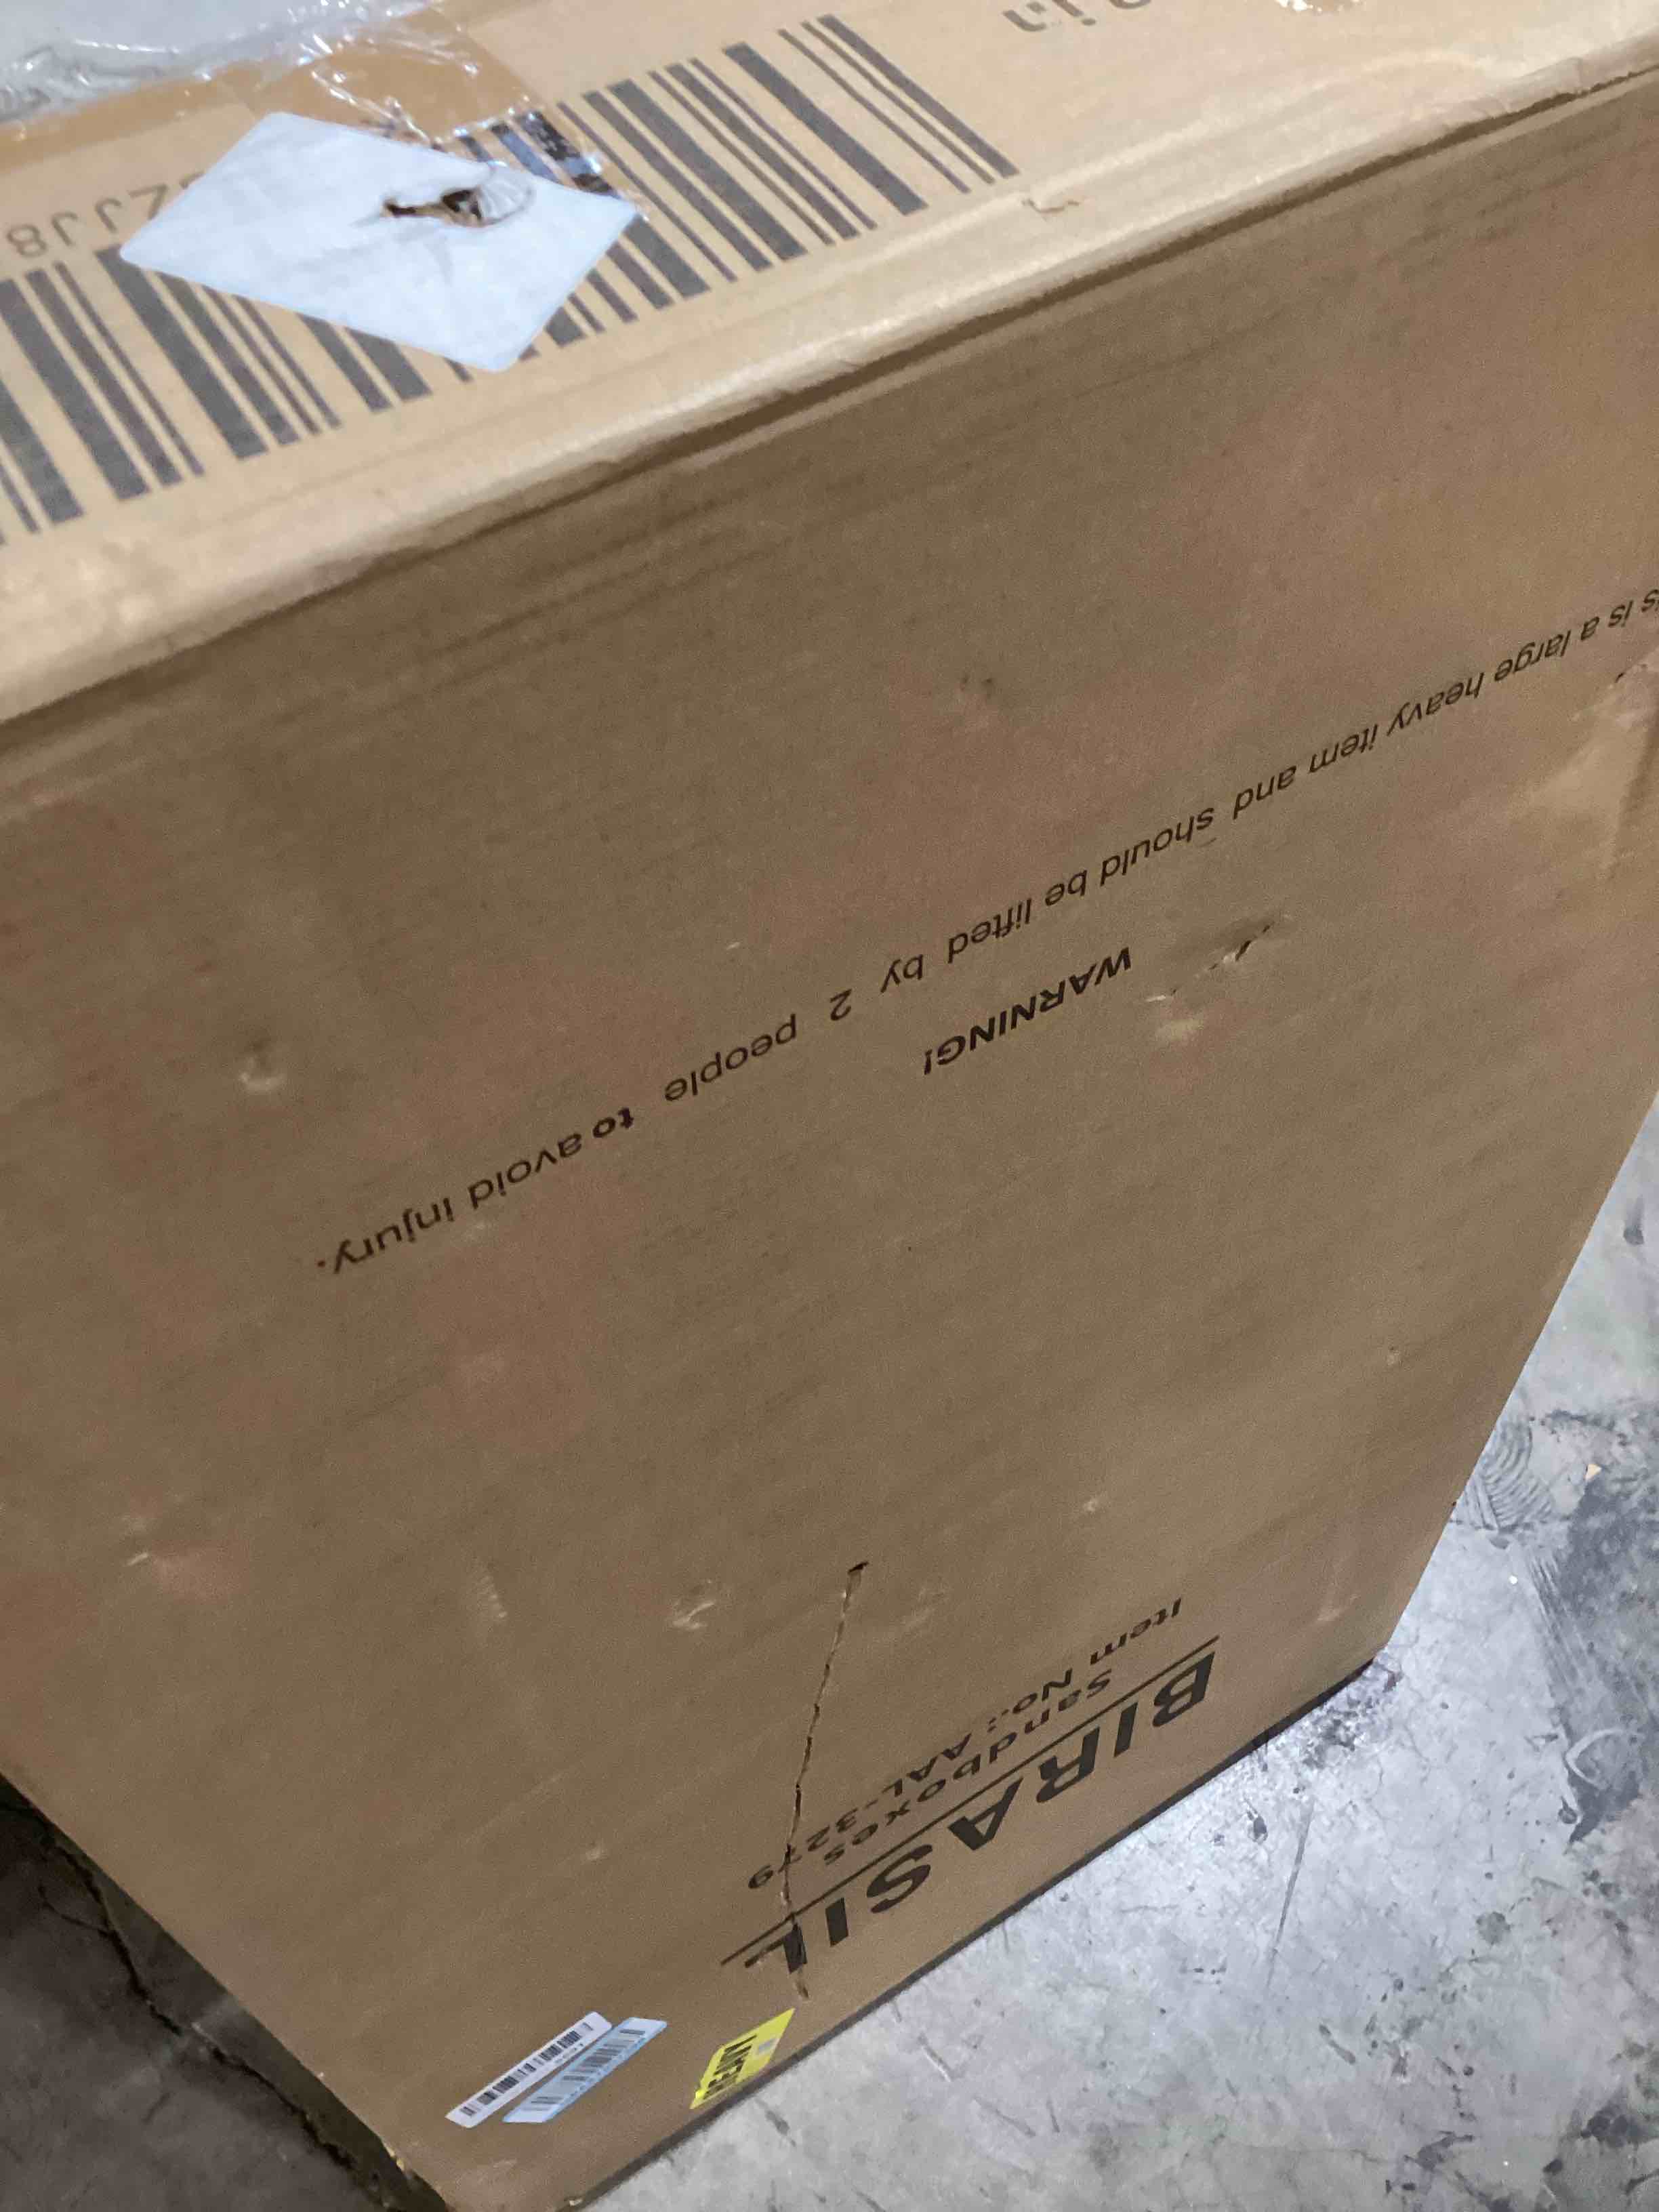 BIRASIL
Sandboxes
Item No.: AAL-3279
WARNING!
is a large heavy item and should be lifted by 2 people to avoid injury.